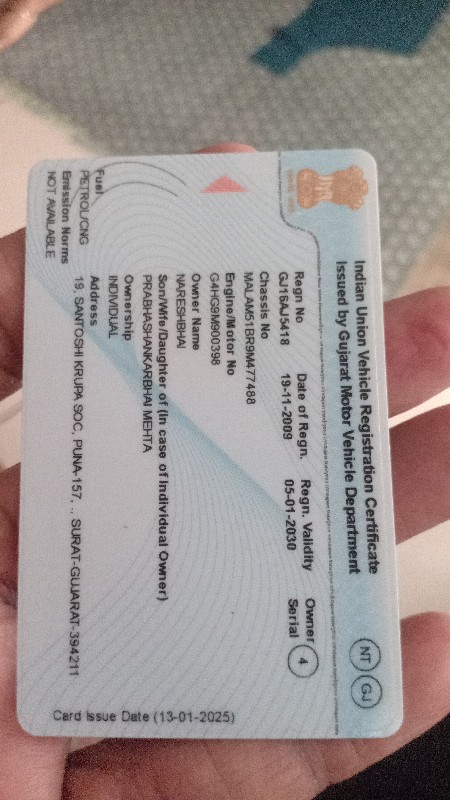 Indian Union Vehicle Registration Certificate
Issued by Gujarat Motor Vehicle Department
NT GJ
Regn No Date of Regn. Regn. Validity Owner Serial 4
GJ16AJ5418 19-11-2009 05-01-2030
Chassis No
MALAM51BR9M477488
Engine/Motor No
G4HG9M900398
Owner Name
NARESHBHAI
Son/Wife/Daughter of (In case of Individual Owner)
PRABHASHANKARBHAI MEHTA
Ownership
INDIVIDUAL
Address
19, SANTOSHI KRUPA SOC, PUNA-157, ., SURAT-GUJARAT-394211
Fuel
PETROL/CNG
Emission Norms
NOT AVAILABLE
Card Issue Date (13-01-2025)